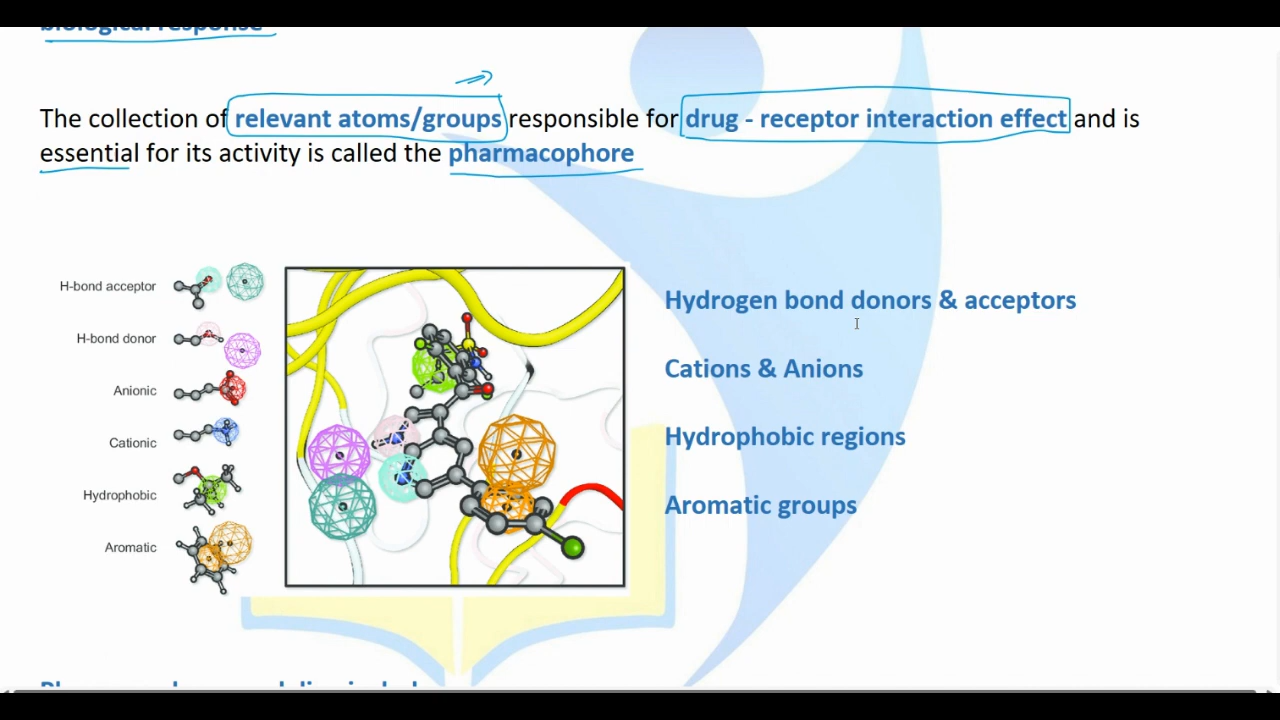 biological response
The collection of relevant atoms/groups responsible for drug - receptor interaction effect and is
essential for its activity is called the pharmacophore
H-bond acceptor
H-bond donor
Anionic
Cationic
Hydrophobic
Aromatic
Hydrogen bond donors & acceptors
Cations & Anions
Hydrophobic regions
Aromatic groups